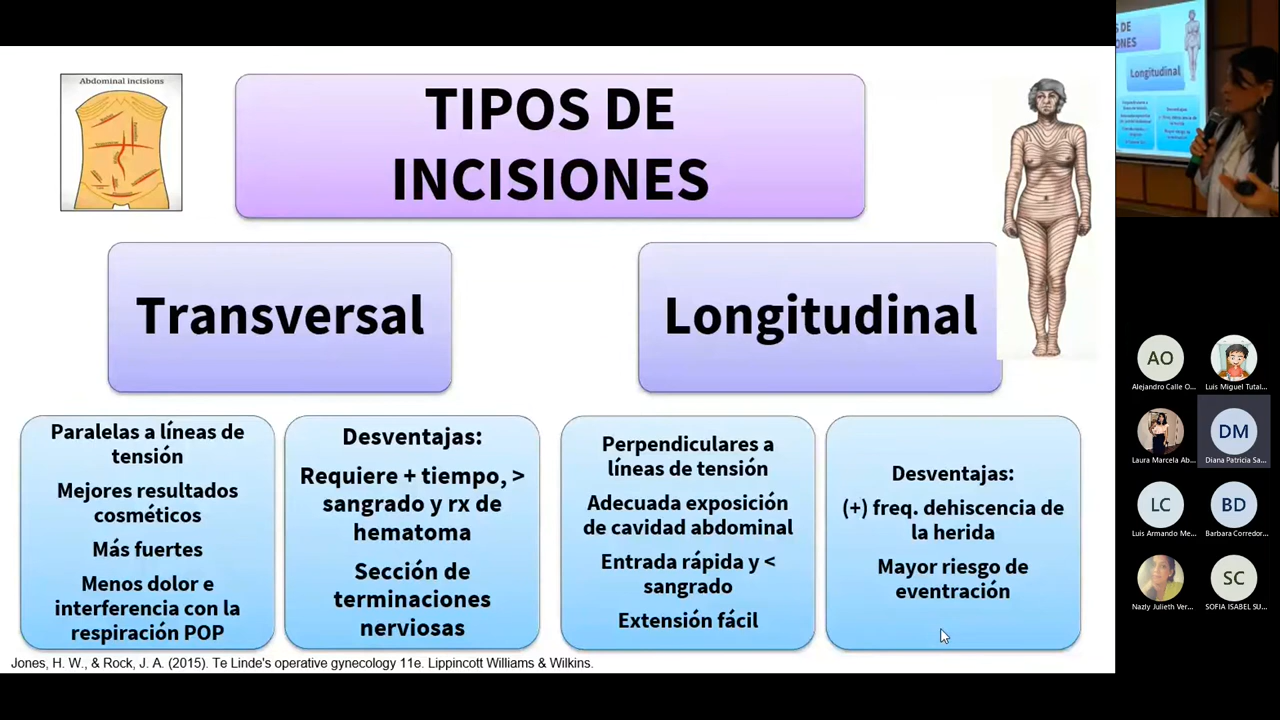 Abdominal incisions
TIPOS DE
INCISIONES
Transversal
Longitudinal
Paralelas a líneas de
tensión
Mejores resultados
cosméticos
Más fuertes
Menos dolor e
interferencia con la
respiración POP
Desventajas:
Requiere + tiempo, >
sangrado y rx de
hematoma
Sección de
terminaciones
nerviosas
Perpendiculares a
líneas de tensión
Adecuada exposición
de cavidad abdominal
Entrada rápida y <
sangrado
Extensión fácil
Desventajas:
(+) freq. dehiscencia de
la herida
Mayor riesgo de
eventración
Jones, H. W., & Rock, J. A. (2015). Te Linde's operative gynecology 11e. Lippincott Williams & Wilkins.
DE
ONES
Longitudinal
AO
Alejandro Calle O...
Luis Miguel Tutal...
Laura Marcela Ab...
DM
Diana Patricia Sa...
LC
Luis Armando Me...
BD
Barbara Corredor...
Nazly Julieth Ver...
SC
SOFIA ISABEL SU...